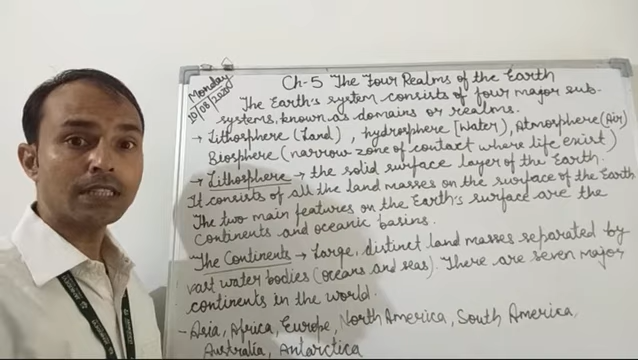 Monday
10/08/2020
Ch-5 The Four Realms of the Earth
The Earth's system consists of four major sub-
systems, known as domains or realms.
→ Lithosphere (Land), hydrosphere [Water), Atmosphere (Air)
Biosphere (narrow zone of contact where life exist)
→ Lithosphere → the solid surface layer of the Earth.
It consists of all the land masses on the surface of the Earth
The two main features on the Earth's surface are the
continents and oceanic basins.
The Continents → Large, distinct land masses separated by
vast water bodies (oceans and seas). There are seven major
continents in the world.
- Asia, Africa, Europe, North America, South America,
Australia, Antarctica